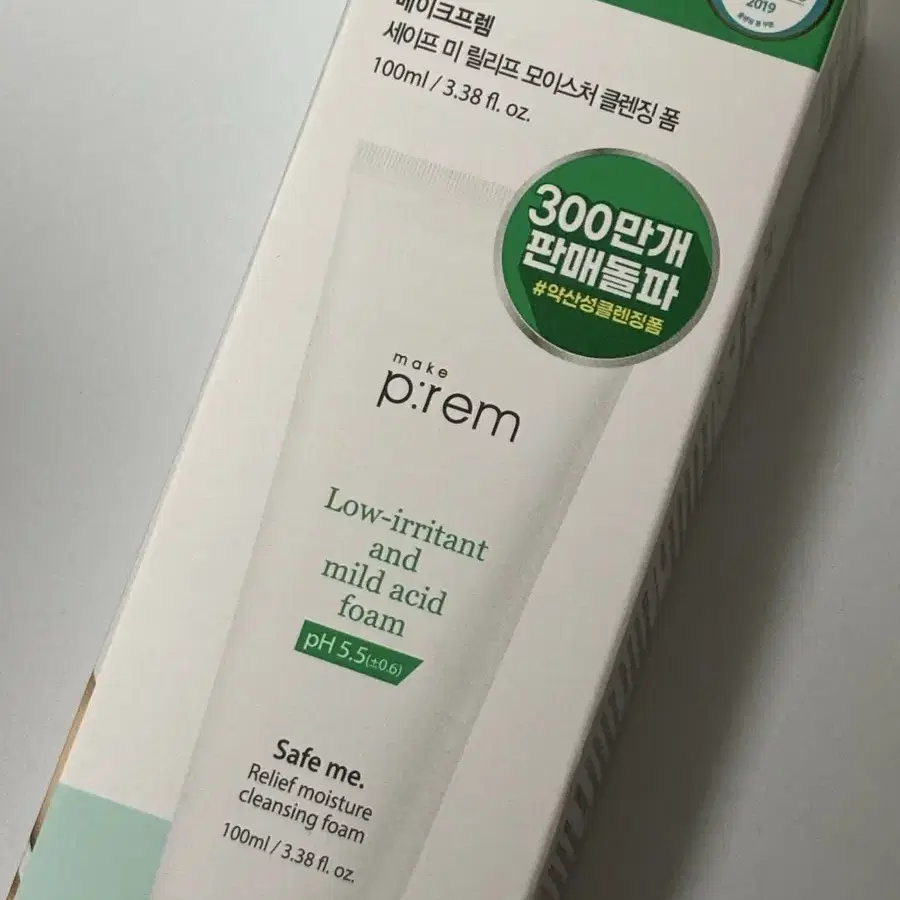 2019
메이크프렘
세이프 미 릴리프 모이스처 클렌징 폼
100ml / 3.38 fl. oz.
300만개
판매돌파
#약산성클렌징폼
make
p:rem
Low-irritant
and
mild acid
foam
pH 5.5(±0.6)
Safe me.
Relief moisture
cleansing foam
100ml / 3.38 fl. oz.